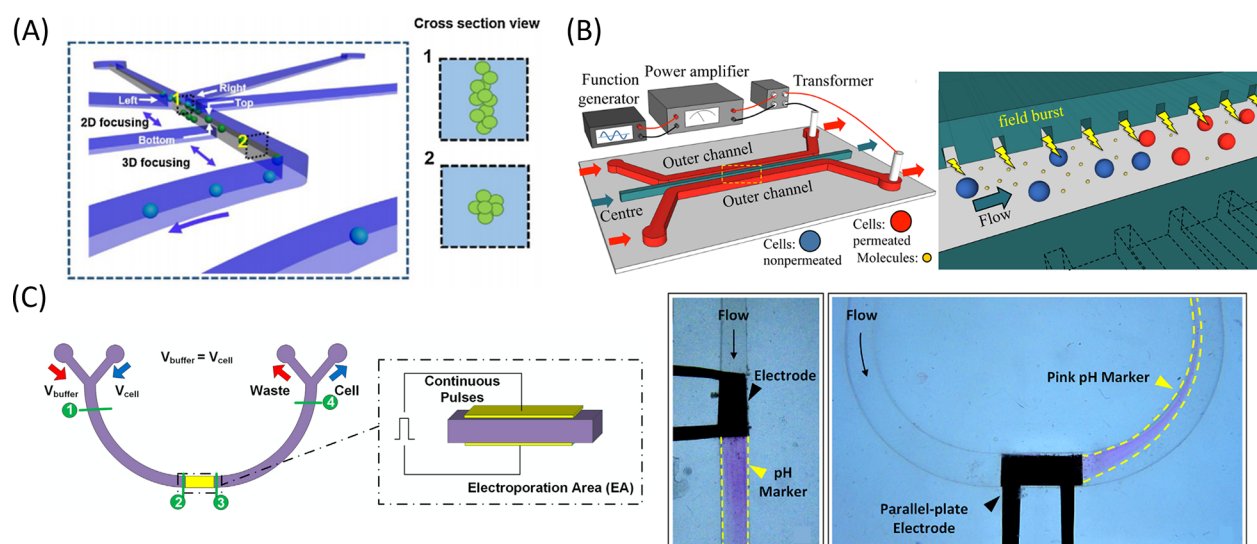 (A)
Cross section view
1
2
Right
Left
1
Top
2D focusing
Bottom
2
3D focusing
(B)
Function
generator
Power amplifier
Transformer
Outer channel
Outer channel
Centre
Cells:
nonpermeated
Cells:
permeated
Molecules:
field burst
Flow
(C)
Vbuffer = Vcell
Vbuffer
Vcell
Waste
Cell
1
2
3
4
Continuous
Pulses
Electroporation Area (EA)
Flow
Electrode
pH
Marker
Flow
Pink pH Marker
Parallel-plate
Electrode